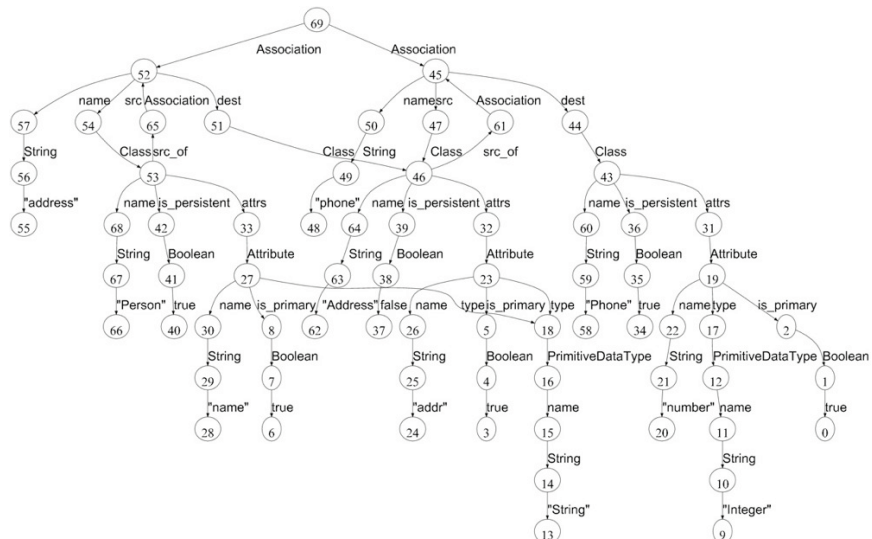 69
Association Association
52 45
name src Association dest name src Association dest
57 54 65 51 50 47 61 44
String Class src_of Class String Class src_of Class
56 53 49 46 43
"address" name is_persistent attrs "phone" name is_persistent attrs name is_persistent attrs
55 68 42 33 48 64 39 32 60 36 31
String Boolean Attribute String Boolean Attribute String Boolean Attribute
67 41 27 63 38 23 59 35 19
"Person" true name is_primary "Address" false name type is_primary type "Phone" true name type is_primary
66 40 30 8 62 37 26 5 18 58 34 22 17 2
String Boolean String Boolean PrimitiveDataType String PrimitiveDataType Boolean
29 7 25 4 16 21 12 1
"name" true "addr" true name "number" name true
28 6 24 3 15 20 11 0
String String
14 10
"String" "Integer"
13 9